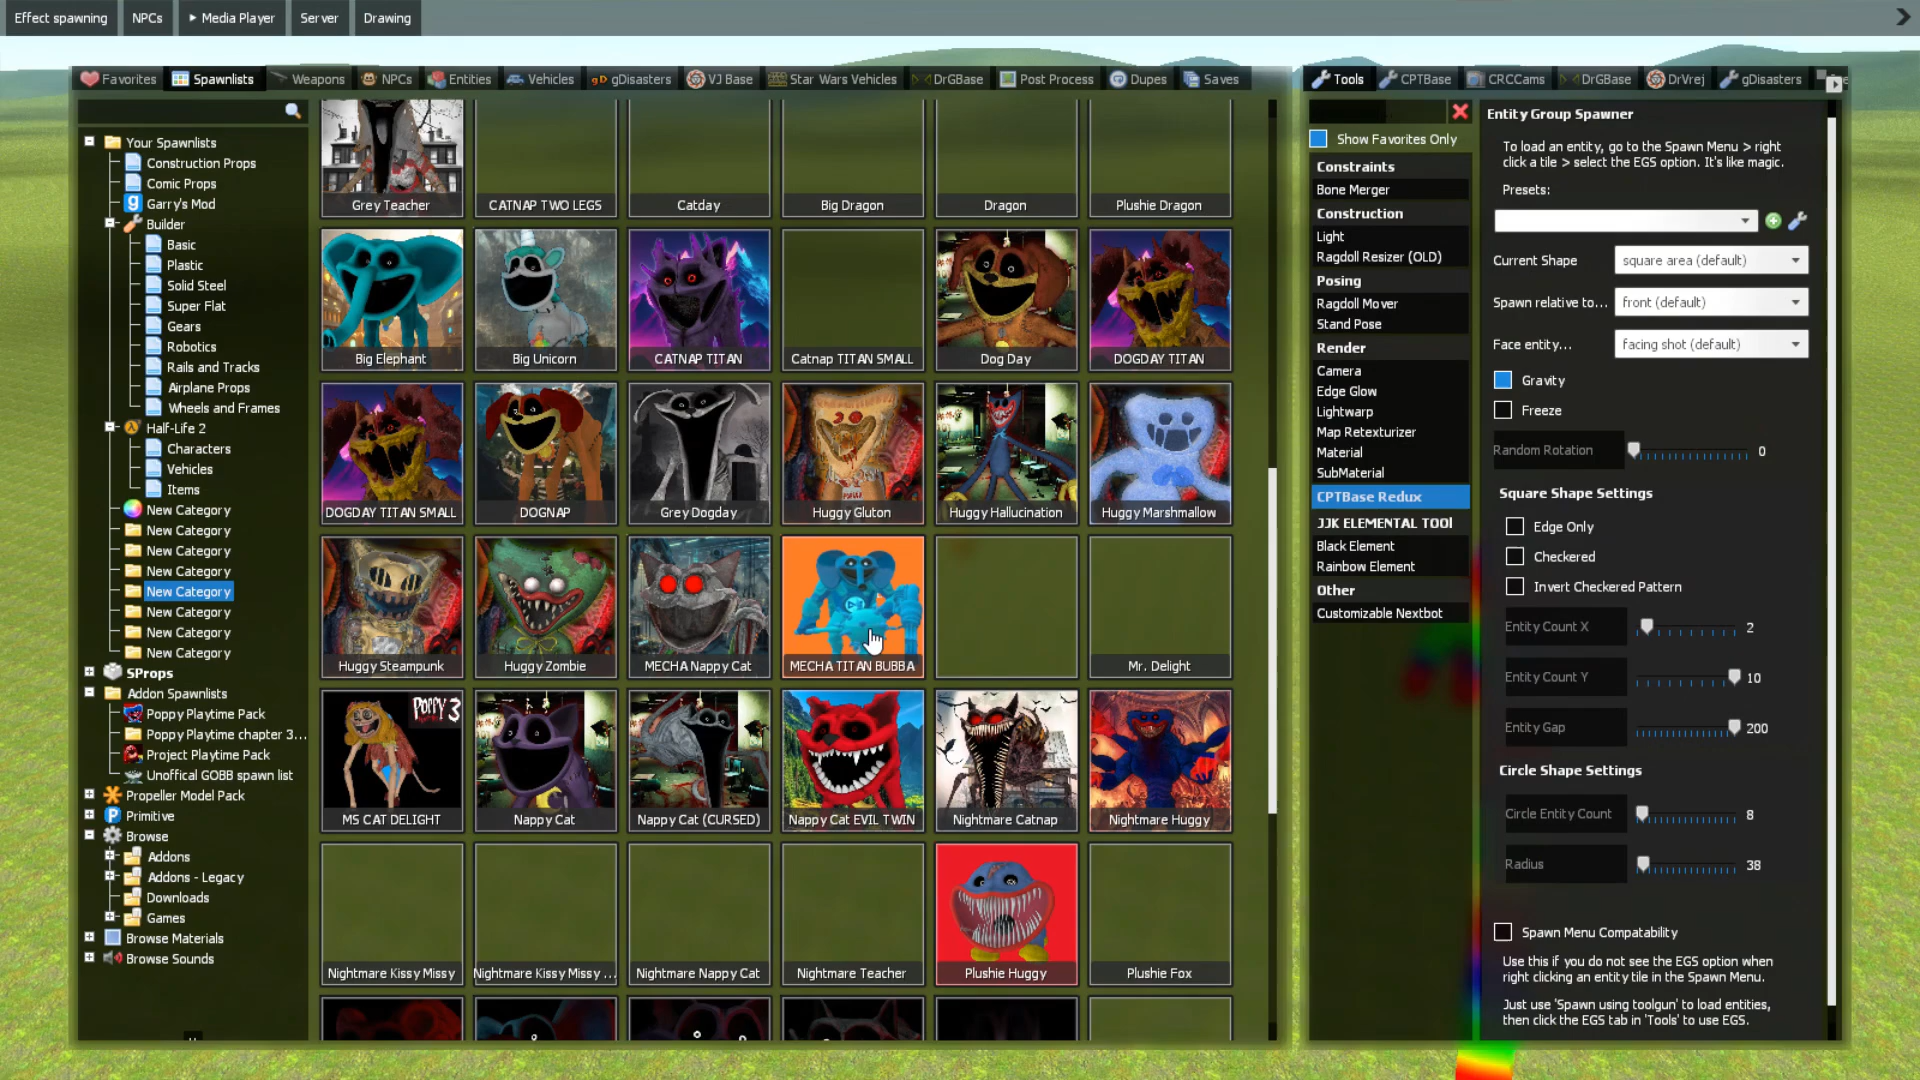 Effect spawning
NPCs
Media Player
Server
Drawing
Favorites
Spawnlists
Weapons
NPCs
Entities
Vehicles
gDisasters
VJ Base
Star Wars Vehicles
DrGBase
Post Process
Dupes
Saves
Tools
CPTBase
CRCCams
DrGBase
DrVrej
gDisasters
Your Spawnlists
Construction Props
Comic Props
Garry's Mod
Builder
Basic
Plastic
Solid Steel
Super Flat
Gears
Robotics
Rails and Tracks
Airplane Props
Wheels and Frames
Half-Life 2
Characters
Vehicles
Items
New Category
New Category
New Category
New Category
New Category
New Category
New Category
New Category
SProps
Addon Spawnlists
Poppy Playtime Pack
Poppy Playtime chapter 3...
Project Playtime Pack
Unoffical GOBB spawn list
Propeller Model Pack
Primitive
Browse
Addons
Addons - Legacy
Downloads
Games
Browse Materials
Browse Sounds
Grey Teacher
CATNAP TWO LEGS
Catday
Big Dragon
Dragon
Plushie Dragon
Big Elephant
Big Unicorn
CATNAP TITAN
Catnap TITAN SMALL
Dog Day
DOGDAY TITAN
DOGDAY TITAN SMALL
DOGNAP
Grey Dogday
Huggy Gluton
Huggy Hallucination
Huggy Marshmallow
Huggy Steampunk
Huggy Zombie
MECHA Nappy Cat
MECHA TITAN BUBBA
Mr. Delight
POPPY 3
MS CAT DELIGHT
Nappy Cat
Nappy Cat (CURSED)
Nappy Cat EVIL TWIN
Nightmare Catnap
Nightmare Huggy
Nightmare Kissy Missy
Nightmare Kissy Missy ...
Nightmare Nappy Cat
Nightmare Teacher
Plushie Huggy
Plushie Fox
Show Favorites Only
Constraints
Bone Merger
Construction
Light
Ragdoll Resizer (OLD)
Posing
Ragdoll Mover
Stand Pose
Render
Camera
Edge Glow
Lightwarp
Map Retexturizer
Material
SubMaterial
CPTBase Redux
JJK ELEMENTAL TOOl
Black Element
Rainbow Element
Other
Customizable Nextbot
Entity Group Spawner
To load an entity, go to the Spawn Menu > right
click a tile > select the EGS option. It's like magic.
Presets:
Current Shape
square area (default)
Spawn relative to...
front (default)
Face entity...
facing shot (default)
Gravity
Freeze
Random Rotation
0
Square Shape Settings
Edge Only
Checkered
Invert Checkered Pattern
Entity Count X
2
Entity Count Y
10
Entity Gap
200
Circle Shape Settings
Circle Entity Count
8
Radius
38
Spawn Menu Compatability
Use this if you do not see the EGS option when
right clicking an entity tile in the Spawn Menu.
Just use 'Spawn using toolgun' to load entities,
then click the EGS tab in 'Tools' to use EGS.